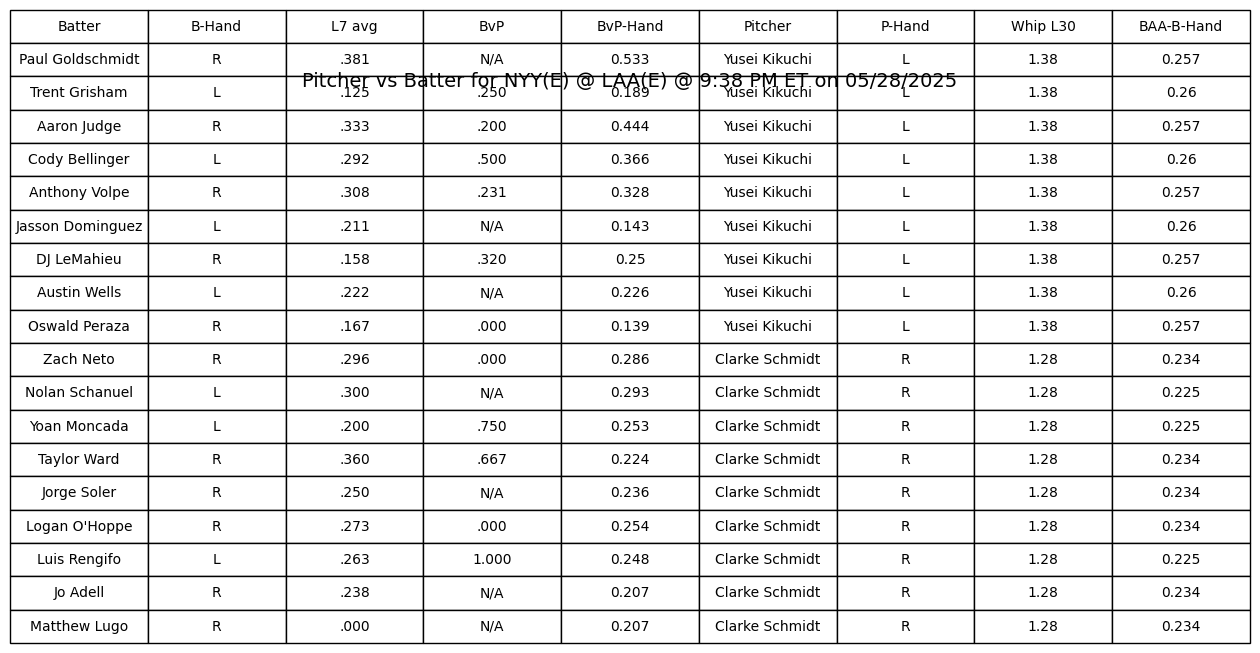 Batter B-Hand L7 avg BvP BvP-Hand Pitcher P-Hand Whip L30 BAA-B-Hand
Paul Goldschmidt R .381 N/A 0.533 Yusei Kikuchi L 1.38 0.257
Pitcher vs Batter for NYY(E) @ LAA(E) @ 9:38 PM ET on 05/28/2025
Trent Grisham L .125 .250 0.189 Yusei Kikuchi L 1.38 0.26
Aaron Judge R .333 .200 0.444 Yusei Kikuchi L 1.38 0.257
Cody Bellinger L .292 .500 0.366 Yusei Kikuchi L 1.38 0.26
Anthony Volpe R .308 .231 0.328 Yusei Kikuchi L 1.38 0.257
Jasson Dominguez L .211 N/A 0.143 Yusei Kikuchi L 1.38 0.26
DJ LeMahieu R .158 .320 0.25 Yusei Kikuchi L 1.38 0.257
Austin Wells L .222 N/A 0.226 Yusei Kikuchi L 1.38 0.26
Oswald Peraza R .167 .000 0.139 Yusei Kikuchi L 1.38 0.257
Zach Neto R .296 .000 0.286 Clarke Schmidt R 1.28 0.234
Nolan Schanuel L .300 N/A 0.293 Clarke Schmidt R 1.28 0.225
Yoan Moncada L .200 .750 0.253 Clarke Schmidt R 1.28 0.225
Taylor Ward R .360 .667 0.224 Clarke Schmidt R 1.28 0.234
Jorge Soler R .250 N/A 0.236 Clarke Schmidt R 1.28 0.234
Logan O'Hoppe R .273 .000 0.254 Clarke Schmidt R 1.28 0.234
Luis Rengifo L .263 1.000 0.248 Clarke Schmidt R 1.28 0.225
Jo Adell R .238 N/A 0.207 Clarke Schmidt R 1.28 0.234
Matthew Lugo R .000 N/A 0.207 Clarke Schmidt R 1.28 0.234